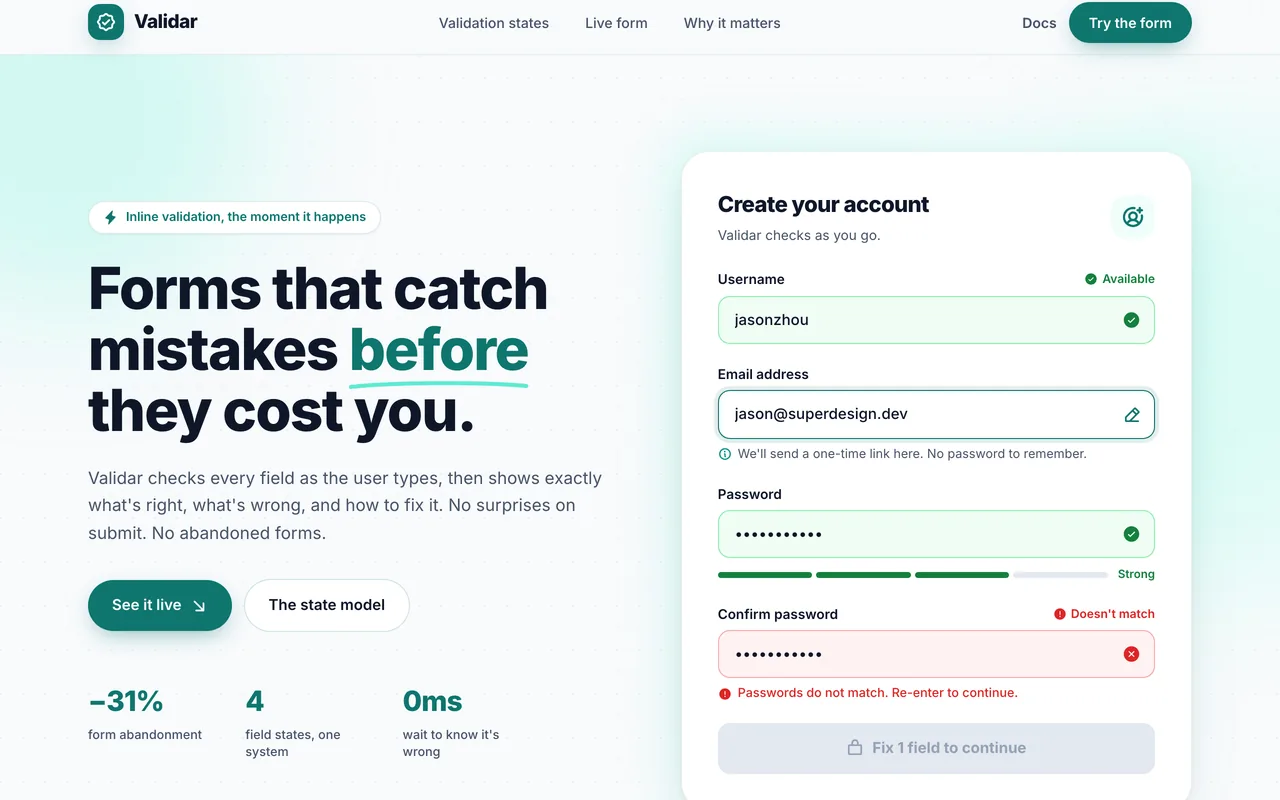 Validar
Validation states
Live form
Why it matters
Docs
Try the form
Inline validation, the moment it happens
Forms that catch
mistakes before
they cost you.
Validar checks every field as the user types, then shows exactly
what's right, what's wrong, and how to fix it. No surprises on
submit. No abandoned forms.
See it live
The state model
−31%
form abandonment
4
field states, one
system
0ms
wait to know it's
wrong
Create your account
Validar checks as you go.
Username
Available
jasonzhou
Email address
jason@superdesign.dev
We'll send a one-time link here. No password to remember.
Password
•••••••••••
Strong
Confirm password
Doesn't match
•••••••••••
Passwords do not match. Re-enter to continue.
Fix 1 field to continue